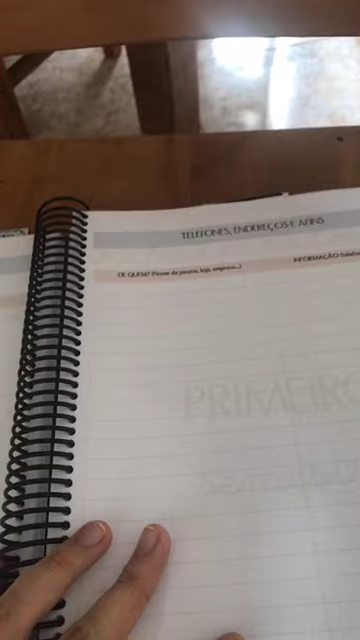 TELEFONES, ENDEREÇOS E AFINS
DE QUEM? (Nome da pessoa, loja, empresa...) INFORMAÇÃO
PRIMEIRO